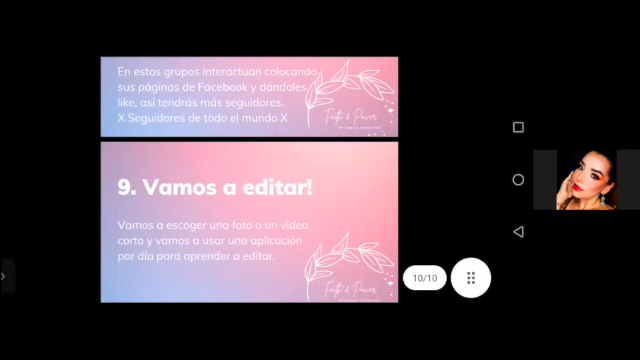 En estos grupos interactuan colocando
sus páginas de Facebook y dándoles
like, así tendrás más seguidores.
X Seguidores de todo el mundo X
Faith & Power
9. Vamos a editar!
Vamos a escoger una foto o un video
corto y vamos a usar una aplicación
por día para aprender a editar.
Faith & Power
10/10